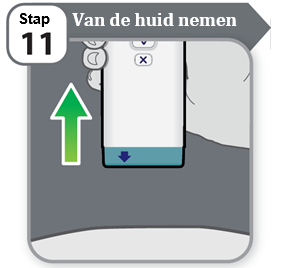 Stap
11
Van de huid nemen